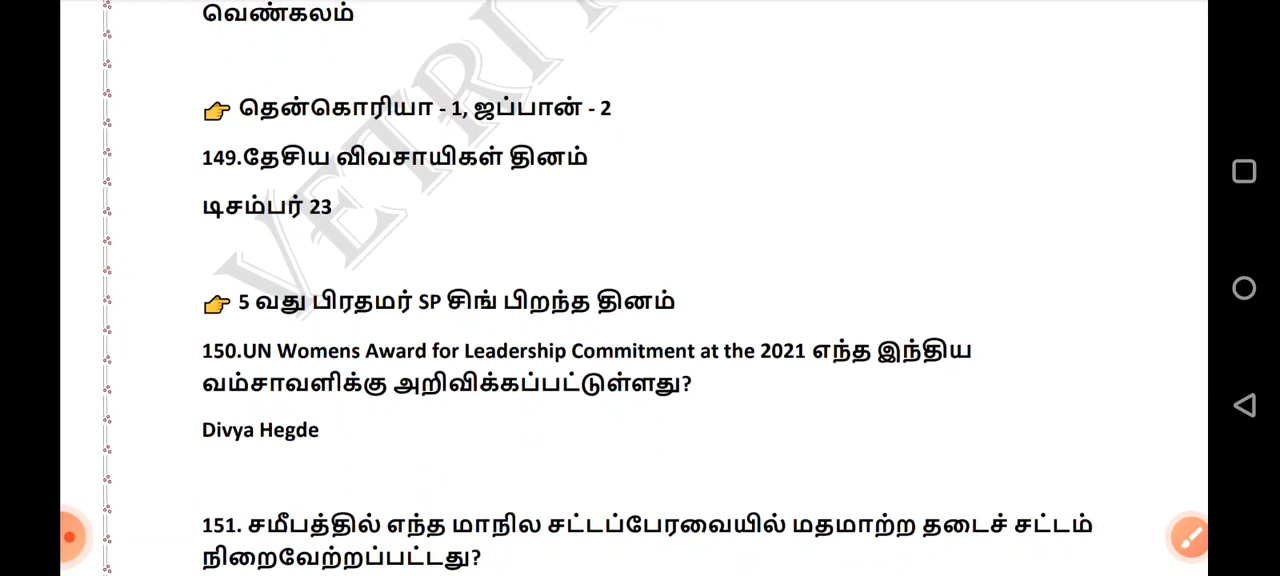 வெண்கலம்
👉 தென்கொரியா - 1, ஜப்பான் - 2
149.தேசிய விவசாயிகள் தினம்
டிசம்பர் 23
👉 5 வது பிரதமர் SP சிங் பிறந்த தினம்
150.UN Womens Award for Leadership Commitment at the 2021 எந்த இந்திய
வம்சாவளிக்கு அறிவிக்கப்பட்டுள்ளது?
Divya Hegde
151. சமீபத்தில் எந்த மாநில சட்டப்பேரவையில் மதமாற்ற தடைச் சட்டம்
நிறைவேற்றப்பட்டது?
VETRI